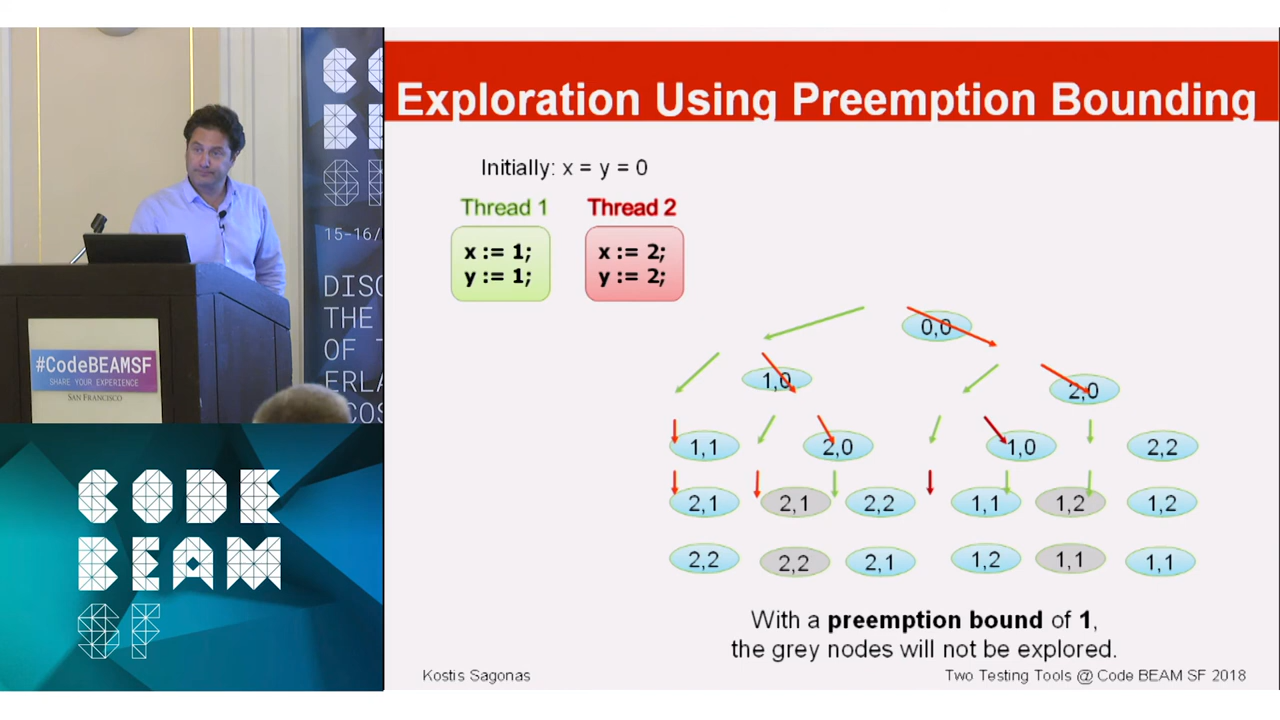 Exploration Using Preemption Bounding
Initially: x = y = 0
Thread 1
Thread 2
x := 1;
y := 1;
x := 2;
y := 2;
0,0
1,0
2,0
1,1
2,0
1,0
2,2
2,1
2,1
2,2
1,1
1,2
1,2
2,2
2,2
2,1
1,2
1,1
1,1
With a preemption bound of 1,
the grey nodes will not be explored.
Kostis Sagonas
Two Testing Tools @ Code BEAM SF 2018
15-16/
DISC
THE
OF T
ERLA
COS
#CodeBEAMSF
SHARE YOUR EXPERIENCE
SAN FRANCISCO
CODE
BEAM
SF